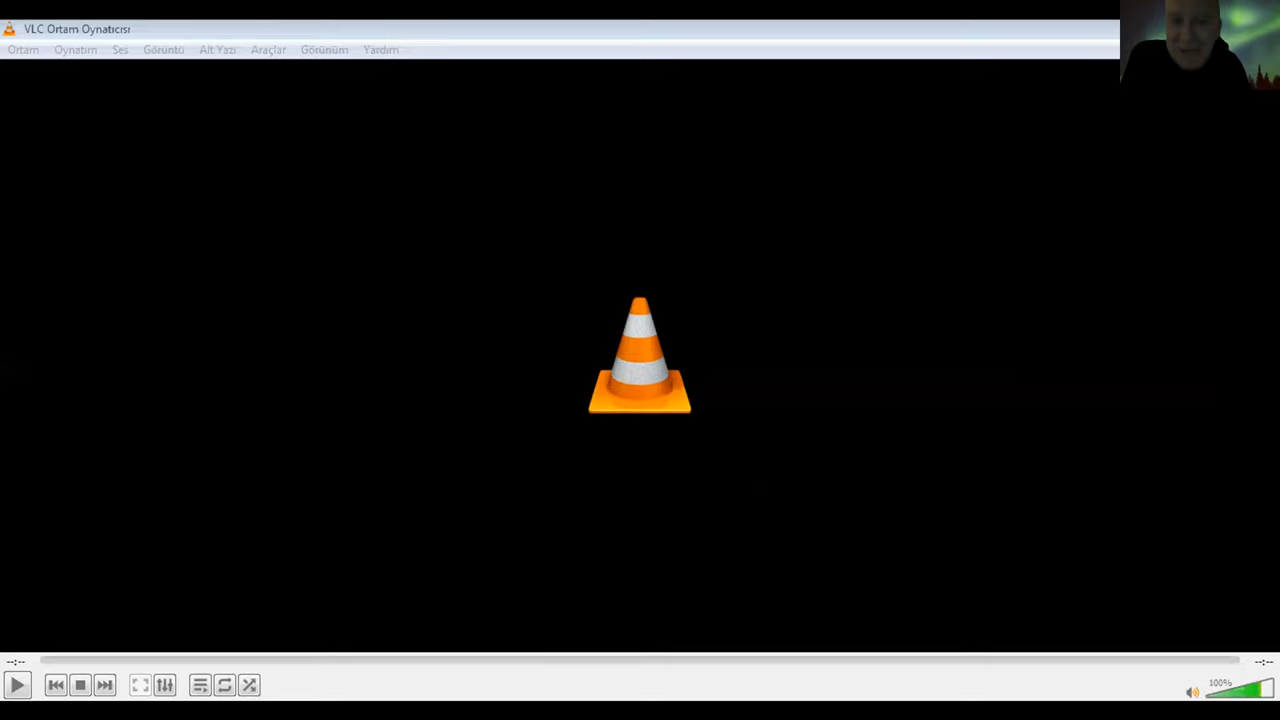 VLC Ortam Oynatıcısı
Ortam Oynatım Ses Görüntü Alt Yazı Araçlar Görünüm Yardım
--:-- --:--
100%